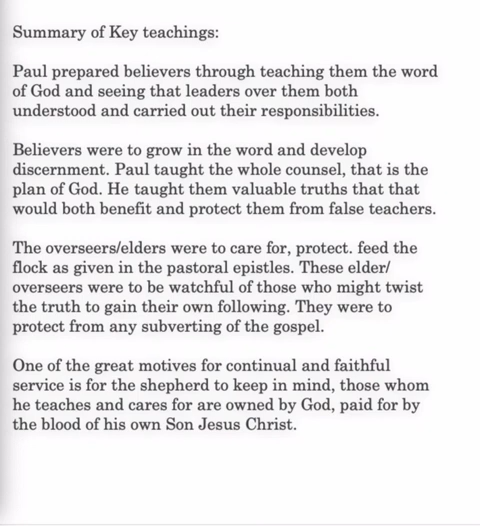 Summary of Key teachings:
Paul prepared believers through teaching them the word
of God and seeing that leaders over them both
understood and carried out their responsibilities.
Believers were to grow in the word and develop
discernment. Paul taught the whole counsel, that is the
plan of God. He taught them valuable truths that that
would both benefit and protect them from false teachers.
The overseers/elders were to care for, protect. feed the
flock as given in the pastoral epistles. These elder/
overseers were to be watchful of those who might twist
the truth to gain their own following. They were to
protect from any subverting of the gospel.
One of the great motives for continual and faithful
service is for the shepherd to keep in mind, those whom
he teaches and cares for are owned by God, paid for by
the blood of his own Son Jesus Christ.